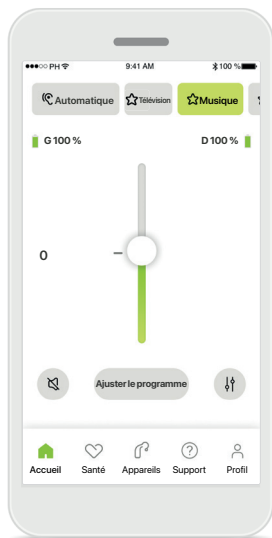 PH 9:41 AM 100 %
Automatique Télévision Musique
G 100 % D 100 %
0
Ajuster le programme
Accueil Santé Appareils Support Profil